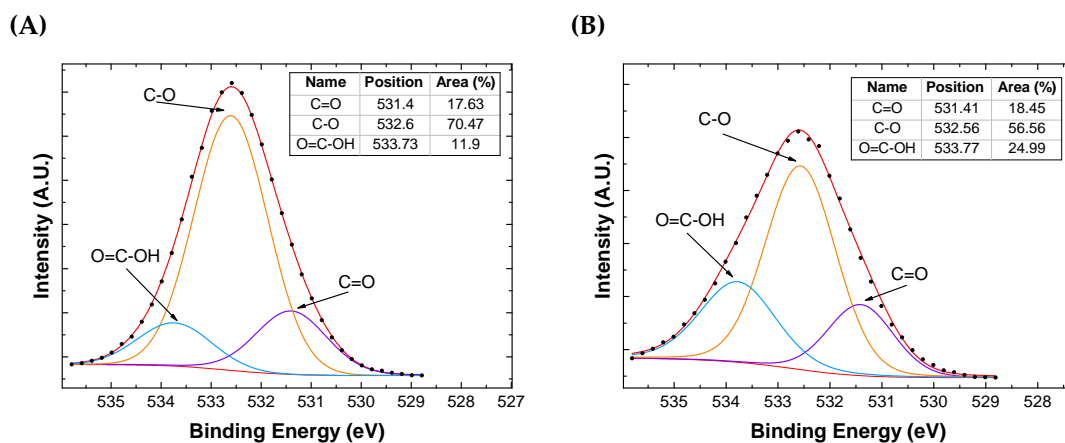 (A)
Name Position Area (%)
C=O 531.4 17.63
C-O 532.6 70.47
O=C-OH 533.73 11.9
C-O
O=C-OH
C=O
Intensity (A.U.)
535 534 533 532 531 530 529 528 527
Binding Energy (eV)
(B)
Name Position Area (%)
C=O 531.41 18.45
C-O 532.56 56.56
O=C-OH 533.77 24.99
C-O
O=C-OH
C=O
Intensity (A.U.)
535 534 533 532 531 530 529 528
Binding Energy (eV)